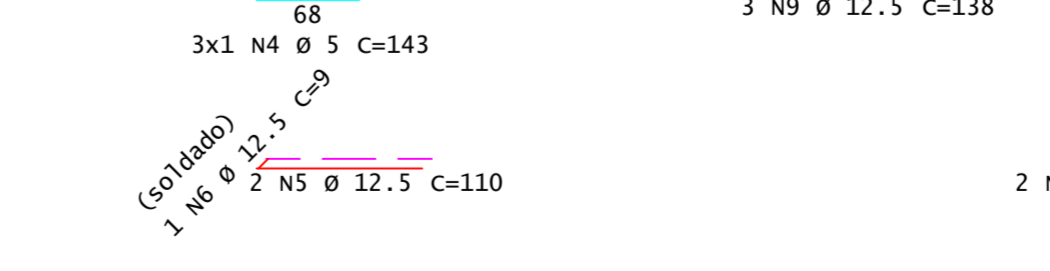 68
3 N9 Ø 12.5 C=138
3x1 N4 Ø 5 C=143
(soldado)
1 N6 Ø 12.5 C=9
2 N5 Ø 12.5 C=110
2